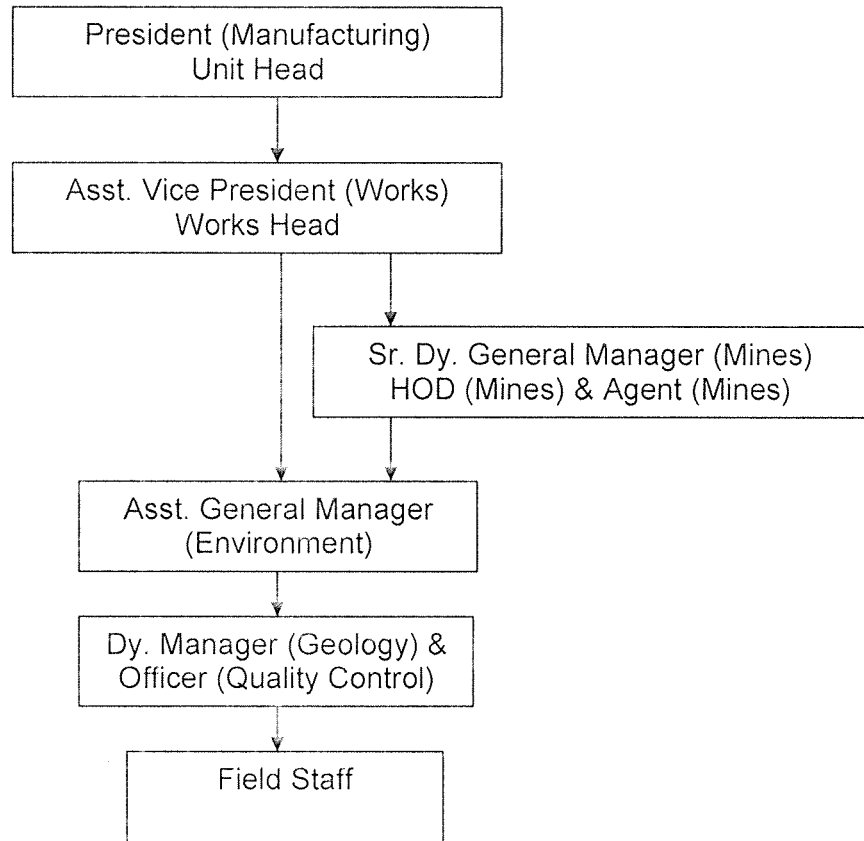 President (Manufacturing)
Unit Head
Asst. Vice President (Works)
Works Head
Sr. Dy. General Manager (Mines)
HOD (Mines) & Agent (Mines)
Asst. General Manager
(Environment)
Dy. Manager (Geology) &
Officer (Quality Control)
Field Staff